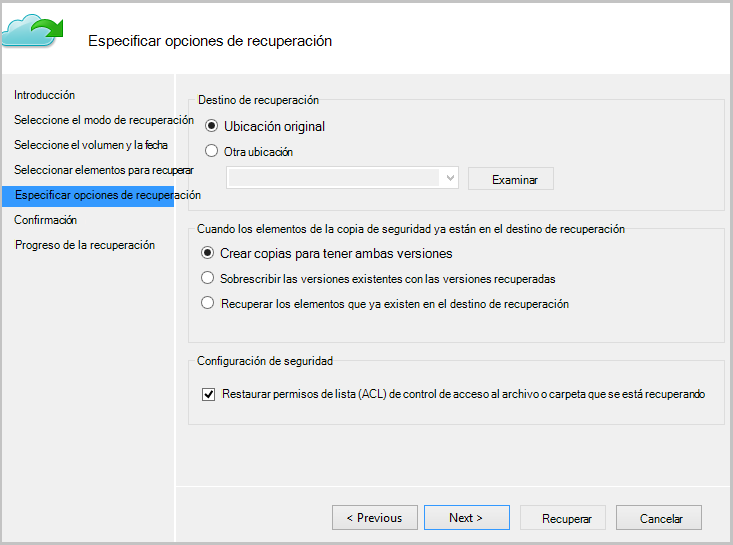 Especificar opciones de recuperación
Introducción
Seleccione el modo de recuperación
Seleccione el volumen y la fecha
Seleccionar elementos para recuperar
Especificar opciones de recuperación
Confirmación
Progreso de la recuperación
Destino de recuperación
Ubicación original
Otra ubicación
Examinar
Cuando los elementos de la copia de seguridad ya están en el destino de recuperación
Crear copias para tener ambas versiones
Sobrescribir las versiones existentes con las versiones recuperadas
Recuperar los elementos que ya existen en el destino de recuperación
Configuración de seguridad
Restaurar permisos de lista (ACL) de control de acceso al archivo o carpeta que se está recuperando
< Previous
Next >
Recuperar
Cancelar